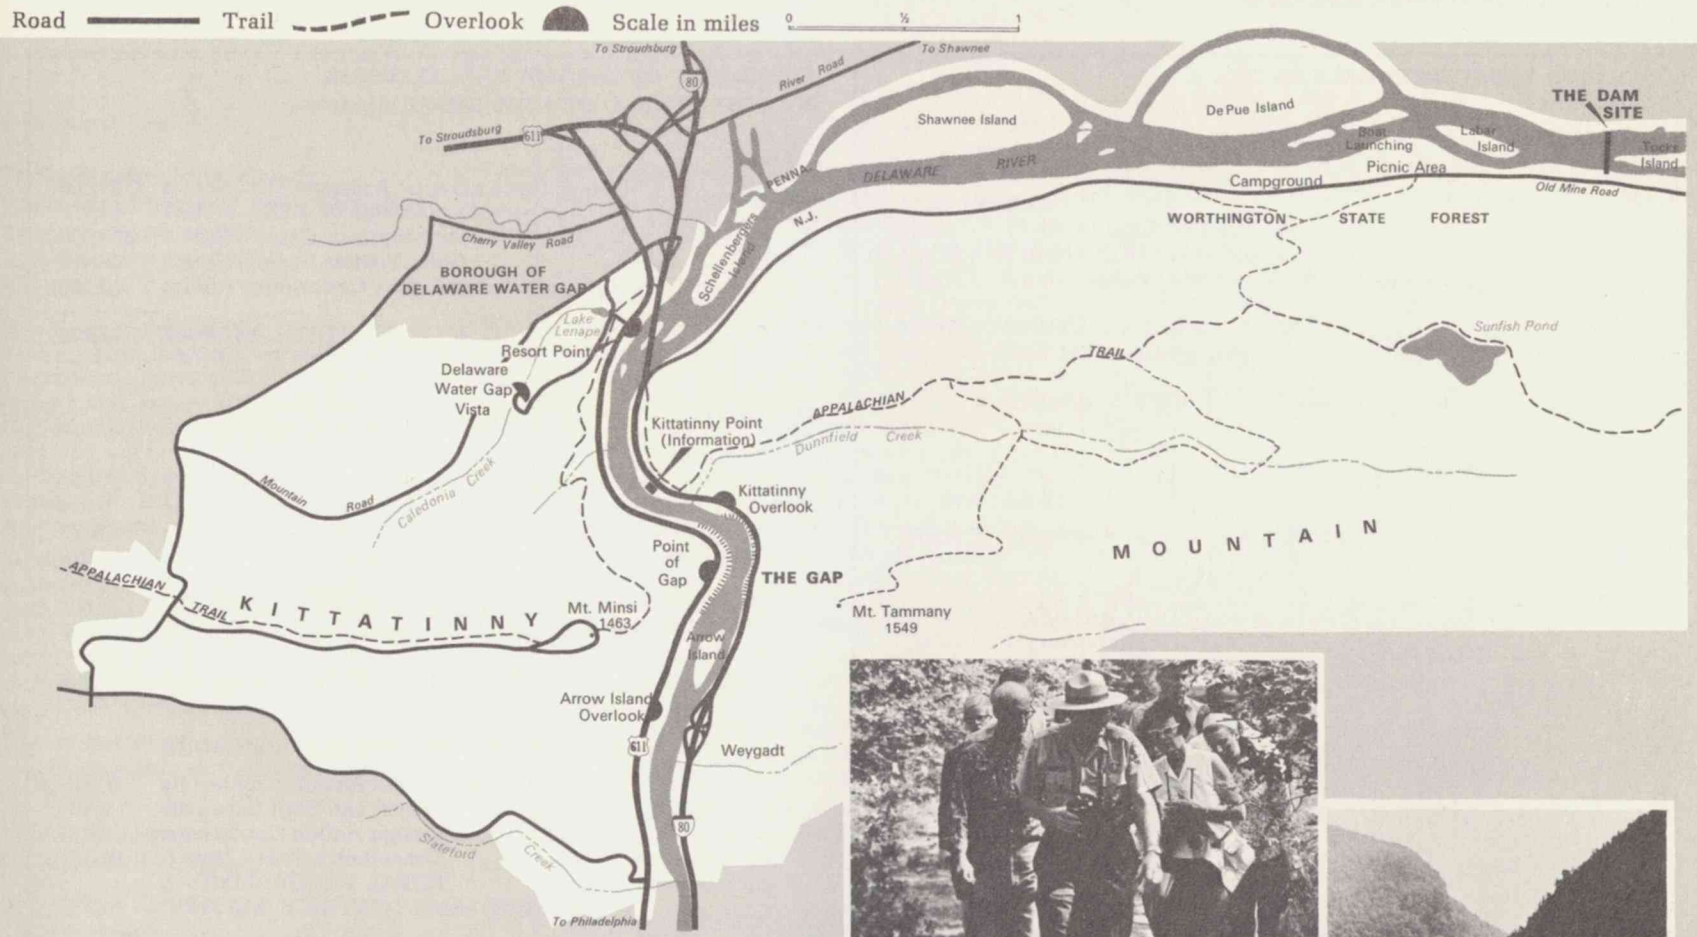 Road Trail Overlook Scale in miles 0 ½ 1
To Stroudsburg
To Shawnee
80
River Road
To Stroudsburg
611
Shawnee Island
De Pue Island
THE DAM
SITE
Boat
Launching
Labar
Island
Tocks
Island
PENNA.
DELAWARE RIVER
Picnic Area
Campground
Old Mine Road
N.J.
WORTHINGTON STATE FOREST
Cherry Valley Road
Schellenbergers
Island
BOROUGH OF
DELAWARE WATER GAP
Lake
Lenape
Sunfish Pond
Resort Point
TRAIL
Delaware
Water Gap
Vista
APPALACHIAN
Kittatinny Point
(Information)
Dunnfield Creek
Mountain Road
Caledonia Creek
Kittatinny
Overlook
MOUNTAIN
Point
of
Gap
THE GAP
APPALACHIAN
TRAIL
KITTATINNY
Mt. Minsi
1463
Mt. Tammany
1549
Arrow
Island
Arrow Island
Overlook
611
Weygadt
80
Slateford Creek
To Philadelphia